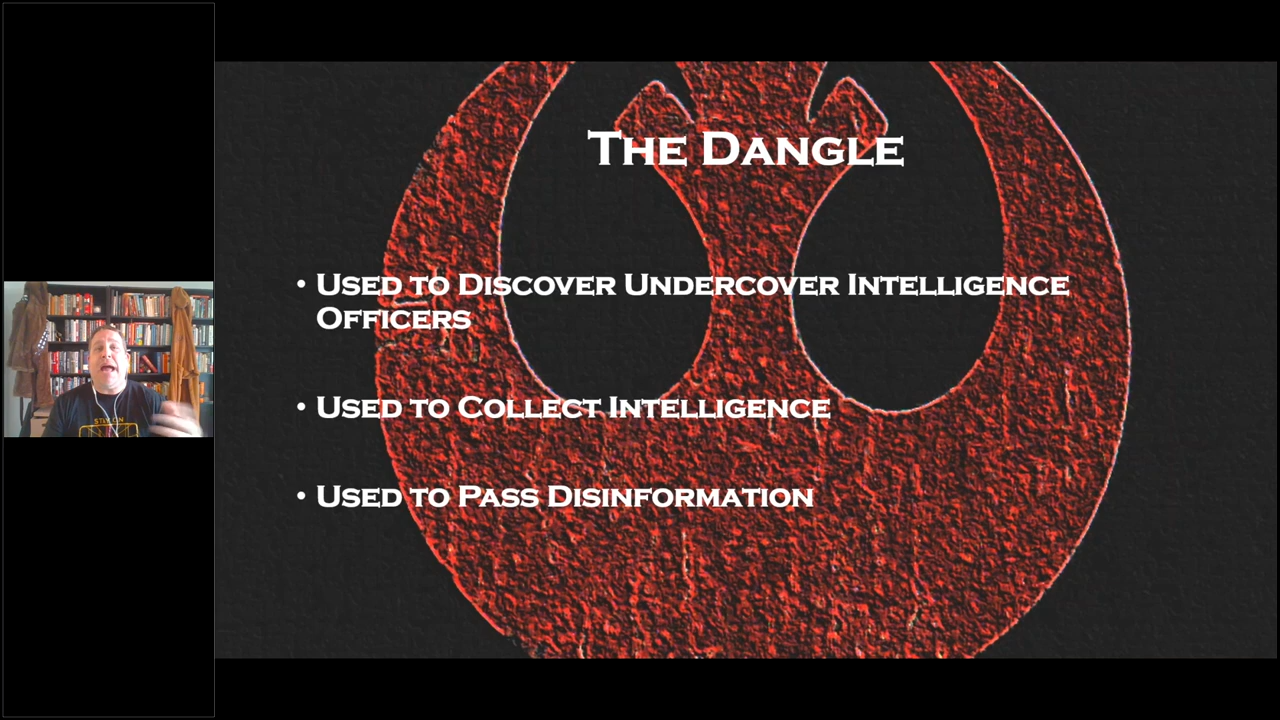 The Dangle
• Used to Discover Undercover Intelligence
Officers
• Used to Collect Intelligence
• Used to Pass Disinformation